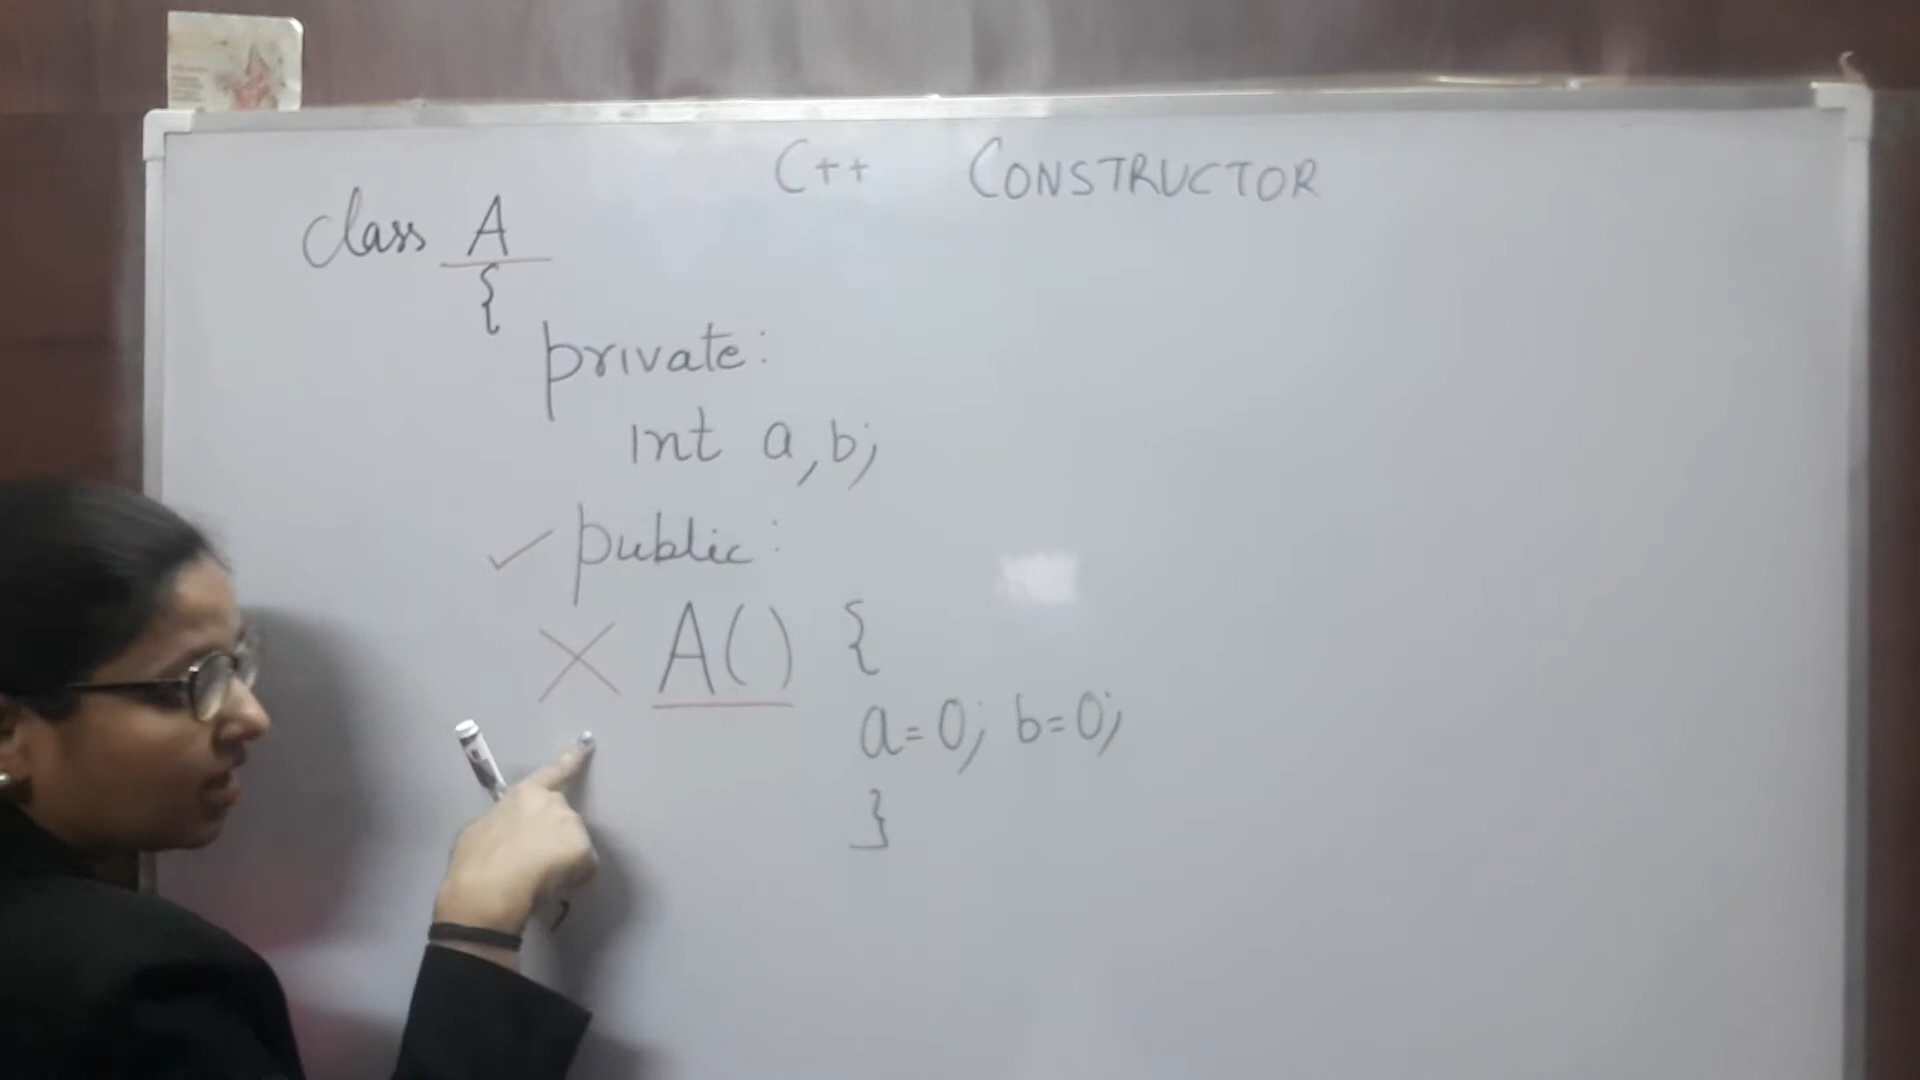 C++ CONSTRUCTOR
class A
{
private:
int a,b;
✓ public:
X A() {
a=0; b=0;
}